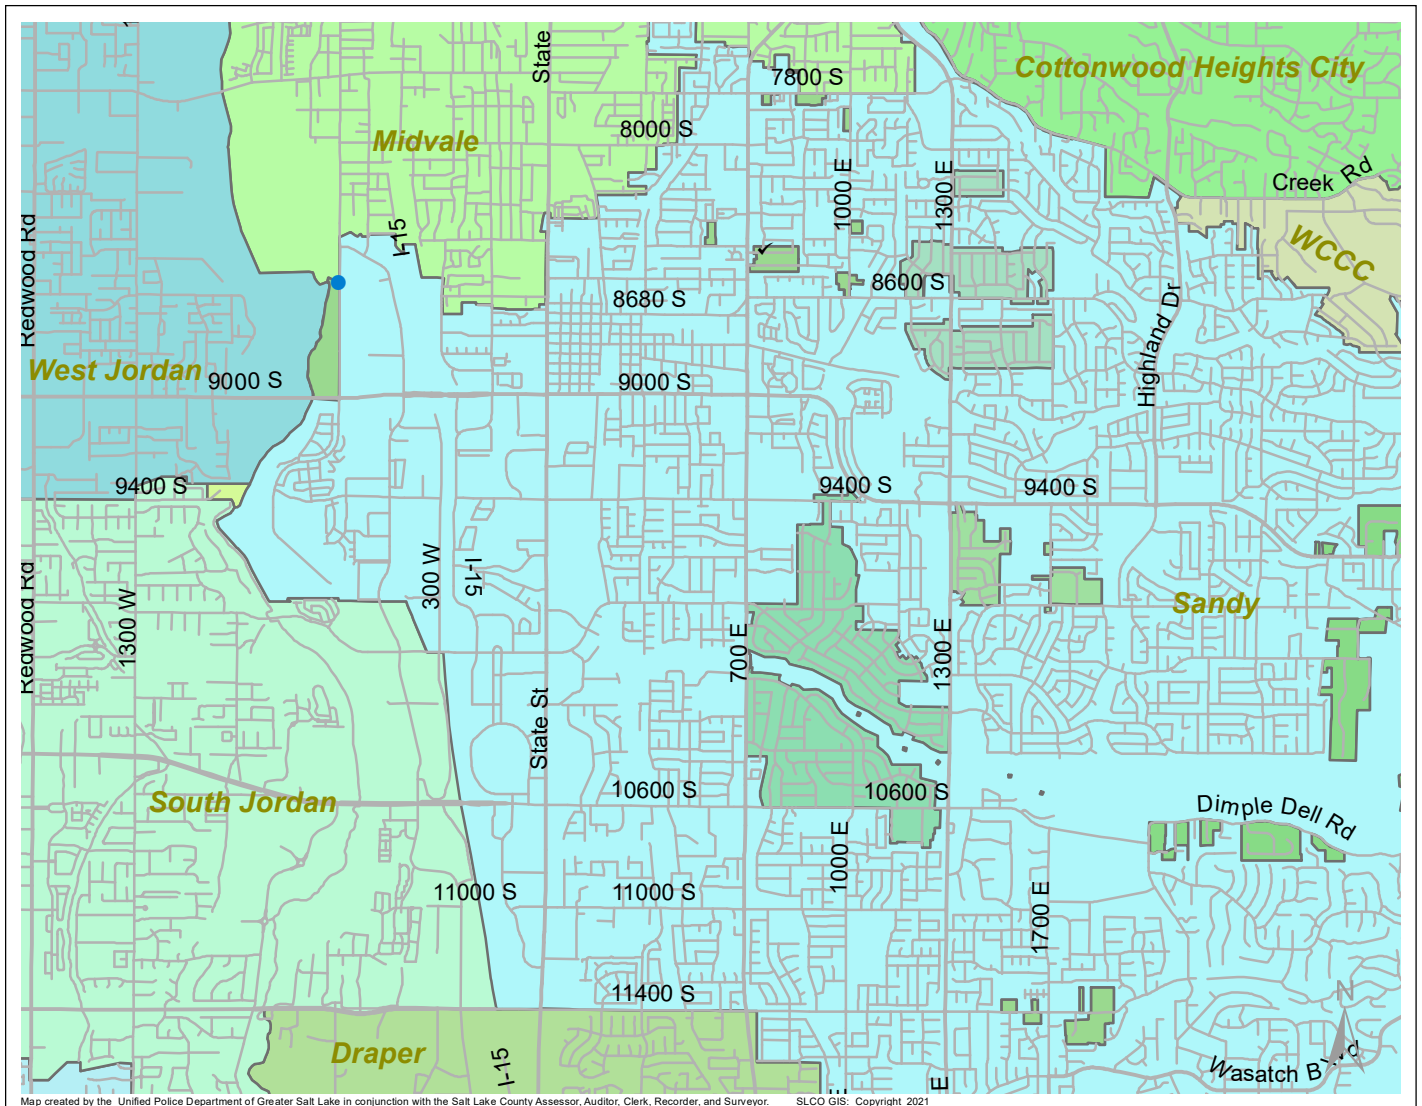 State
Cottonwood Heights City
7800 S
8000 S
Midvale
Creek Rd
1000 E
1300 E
Redwood Rd
I-15
WCCC
8600 S
8680 S
Highland Dr
West Jordan
9000 S
9000 S
9400 S
9400 S
9400 S
300 W
I-15
Redwood Rd
1300 W
Sandy
700 E
1300 E
State St
10600 S
10600 S
South Jordan
Dimple Dell Rd
1000 E
11000 S
11000 S
1700 E
11400 S
N
Draper
I-15
Wasatch Blvd
E
E
Map created by the Unified Police Department of Greater Salt Lake in conjunction with the Salt Lake County Assessor, Auditor, Clerk, Recorder, and Surveyor. SLCO GIS: Copyright 2021